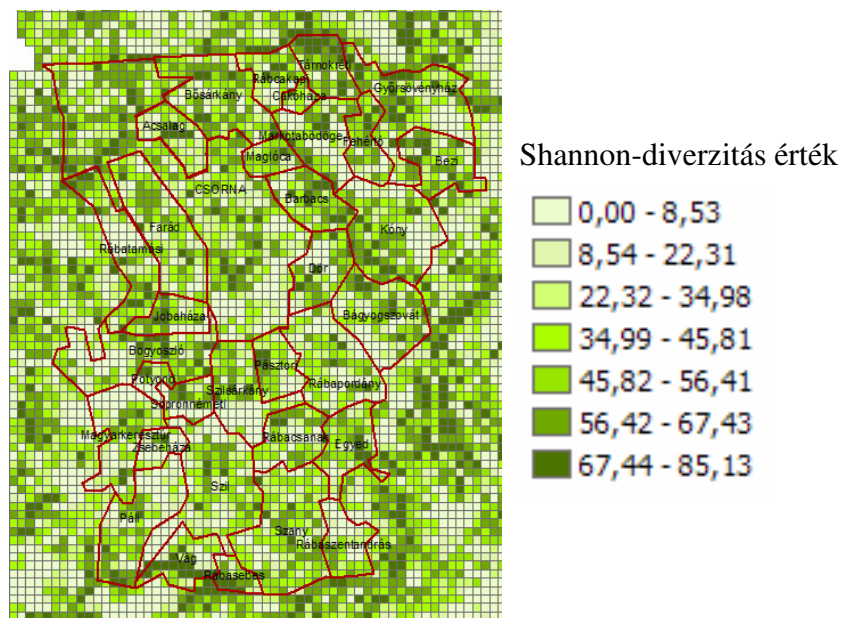 Tárnokréti
Rábcakapi
Győrsövényház
Bősárkány
Cakóháza
Acsalag
Markotabödöge
Fehértó
Maglóca
Bezi
CSORNA
Barbacs
Farád
Kóny
Rábatamási
Dör
Jobaháza
Bágyogszovát
Bogyoszló
Pásztori
Potyond
Rábapordány
Szilsárkány
Sopronnémeti
Magyarkeresztúr
Rábacsanak
Zsebeháza
Egyed
Szil
Páli
Szany
Rábaszentandrás
Vág
Rábasebes
Shannon-diverzitás érték
0,00 - 8,53
8,54 - 22,31
22,32 - 34,98
34,99 - 45,81
45,82 - 56,41
56,42 - 67,43
67,44 - 85,13